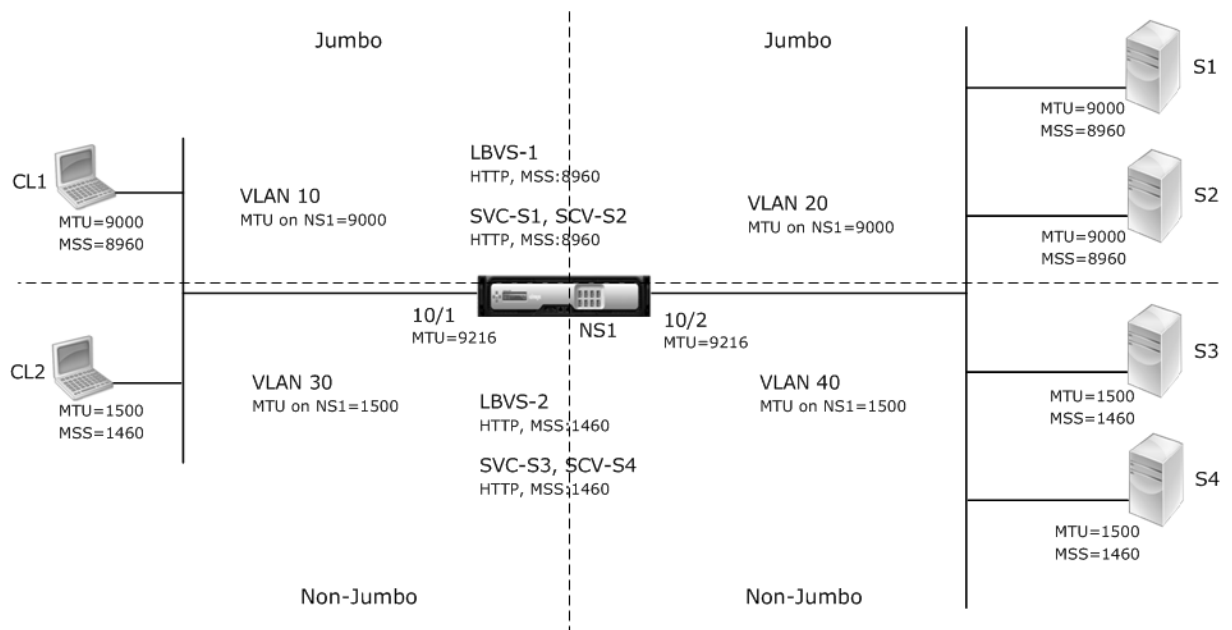 Jumbo
Jumbo
S1
MTU=9000
MSS=8960
CL1
MTU=9000
MSS=8960
VLAN 10
MTU on NS1=9000
LBVS-1
HTTP, MSS:8960
SVC-S1, SCV-S2
HTTP, MSS:8960
VLAN 20
MTU on NS1=9000
S2
MTU=9000
MSS=8960
10/1
MTU=9216
NS1
10/2
MTU=9216
CL2
MTU=1500
MSS=1460
VLAN 30
MTU on NS1=1500
LBVS-2
HTTP, MSS:1460
SVC-S3, SCV-S4
HTTP, MSS:1460
VLAN 40
MTU on NS1=1500
S3
MTU=1500
MSS=1460
S4
MTU=1500
MSS=1460
Non-Jumbo
Non-Jumbo